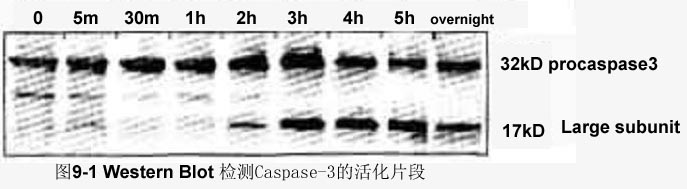 0 5m 30m 1h 2h 3h 4h 5h overnight
32kD procaspase3
17kD Large subunit
图9-1 Western Blot 检测Caspase-3的活化片段